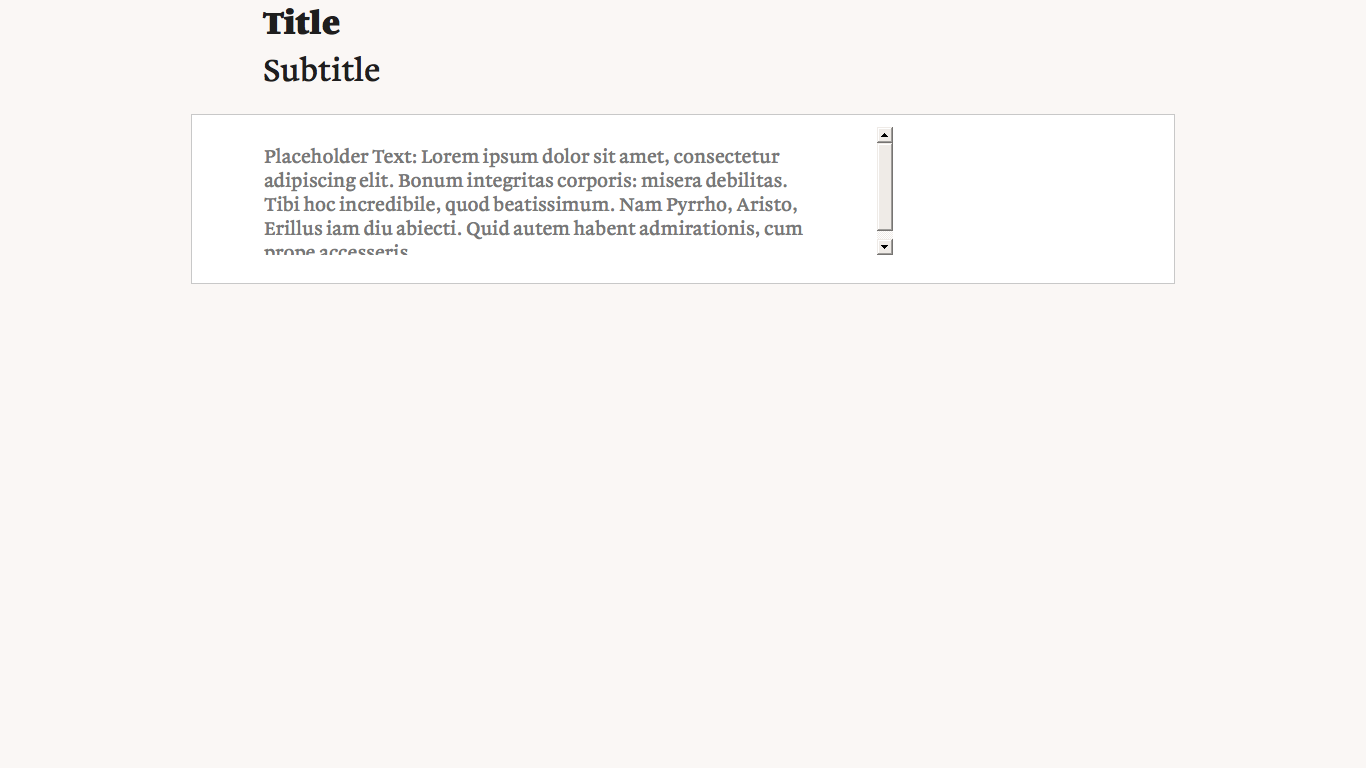 Title
Subtitle
Placeholder Text: Lorem ipsum dolor sit amet, consectetur
adipiscing elit. Bonum integritas corporis: misera debilitas.
Tibi hoc incredibile, quod beatissimum. Nam Pyrrho, Aristo,
Erillus iam diu abiecti. Quid autem habent admirationis, cum
prope accesseris